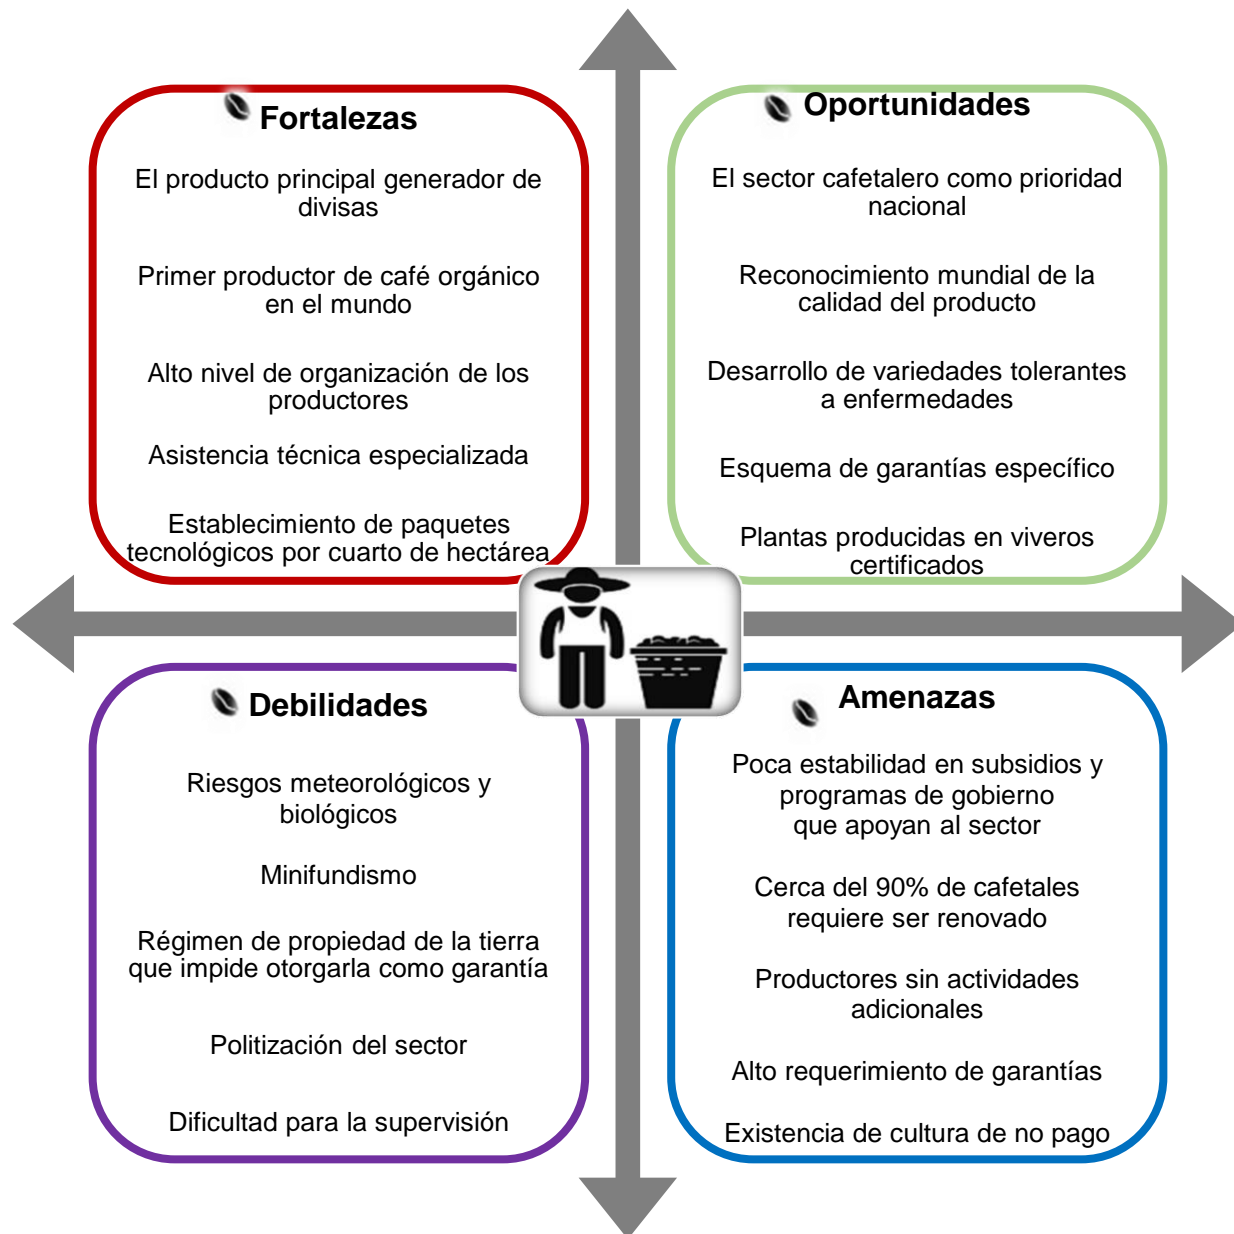 Fortalezas
El producto principal generador de
divisas
Primer productor de café orgánico
en el mundo
Alto nivel de organización de los
productores
Asistencia técnica especializada
Establecimiento de paquetes
tecnológicos por cuarto de hectárea
Oportunidades
El sector cafetalero como prioridad
nacional
Reconocimiento mundial de la
calidad del producto
Desarrollo de variedades tolerantes
a enfermedades
Esquema de garantías específico
Plantas producidas en viveros
certificados
Debilidades
Riesgos meteorológicos y
biológicos
Minifundismo
Régimen de propiedad de la tierra
que impide otorgarla como garantía
Politización del sector
Dificultad para la supervisión
Amenazas
Poca estabilidad en subsidios y
programas de gobierno
que apoyan al sector
Cerca del 90% de cafetales
requiere ser renovado
Productores sin actividades
adicionales
Alto requerimiento de garantías
Existencia de cultura de no pago